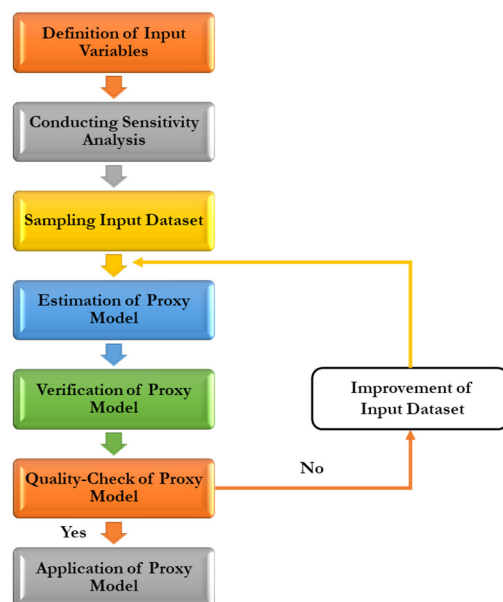 Definition of Input
Variables
Conducting Sensitivity
Analysis
Sampling Input Dataset
Estimation of Proxy
Model
Verification of Proxy
Model
Improvement of
Input Dataset
Quality-Check of Proxy
Model
No
Yes
Application of Proxy
Model